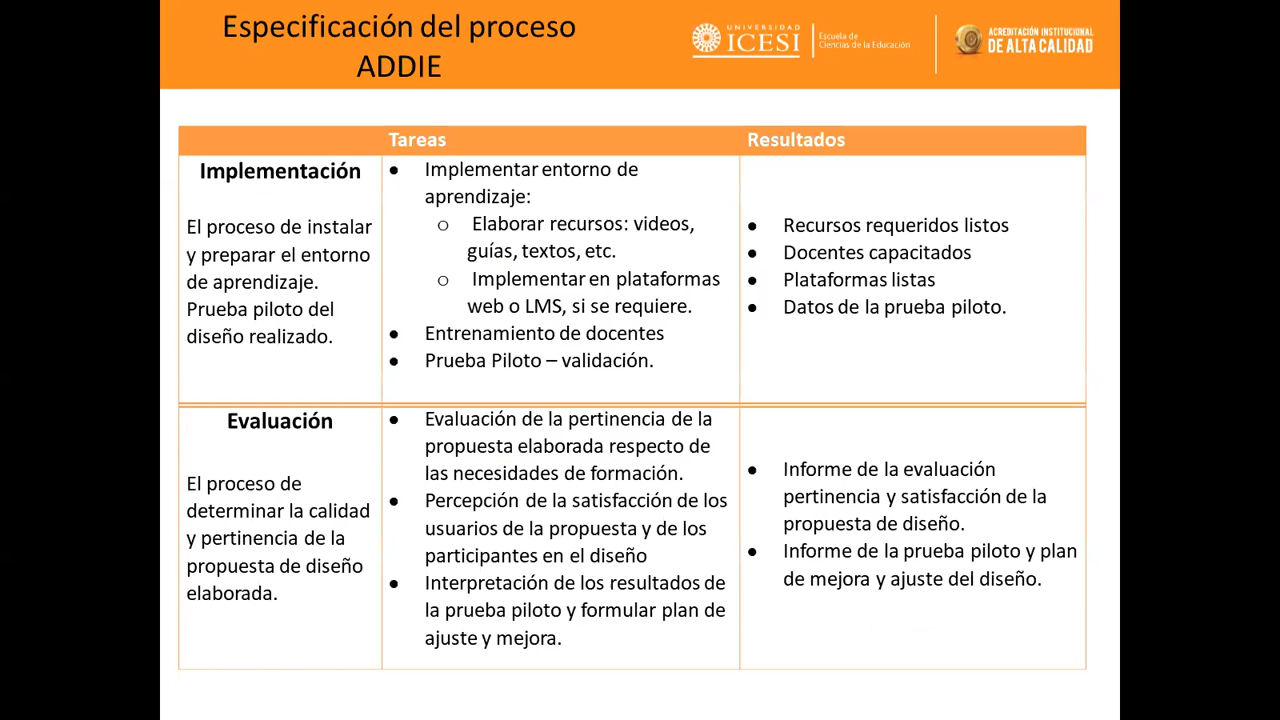 Especificación del proceso
ADDIE
UNIVERSIDAD
ICESI
Escuela de
Ciencias de la Educación
ACREDITACIÓN INSTITUCIONAL
DE ALTA CALIDAD
Tareas
Resultados
Implementación
El proceso de instalar
y preparar el entorno
de aprendizaje.
Prueba piloto del
diseño realizado.
● Implementar entorno de
aprendizaje:
o Elaborar recursos: videos,
guías, textos, etc.
o Implementar en plataformas
web o LMS, si se requiere.
● Entrenamiento de docentes
● Prueba Piloto – validación.
● Recursos requeridos listos
● Docentes capacitados
● Plataformas listas
● Datos de la prueba piloto.
Evaluación
El proceso de
determinar la calidad
y pertinencia de la
propuesta de diseño
elaborada.
● Evaluación de la pertinencia de la
propuesta elaborada respecto de
las necesidades de formación.
● Percepción de la satisfacción de los
usuarios de la propuesta y de los
participantes en el diseño
● Interpretación de los resultados de
la prueba piloto y formular plan de
ajuste y mejora.
● Informe de la evaluación
pertinencia y satisfacción de la
propuesta de diseño.
● Informe de la prueba piloto y plan
de mejora y ajuste del diseño.